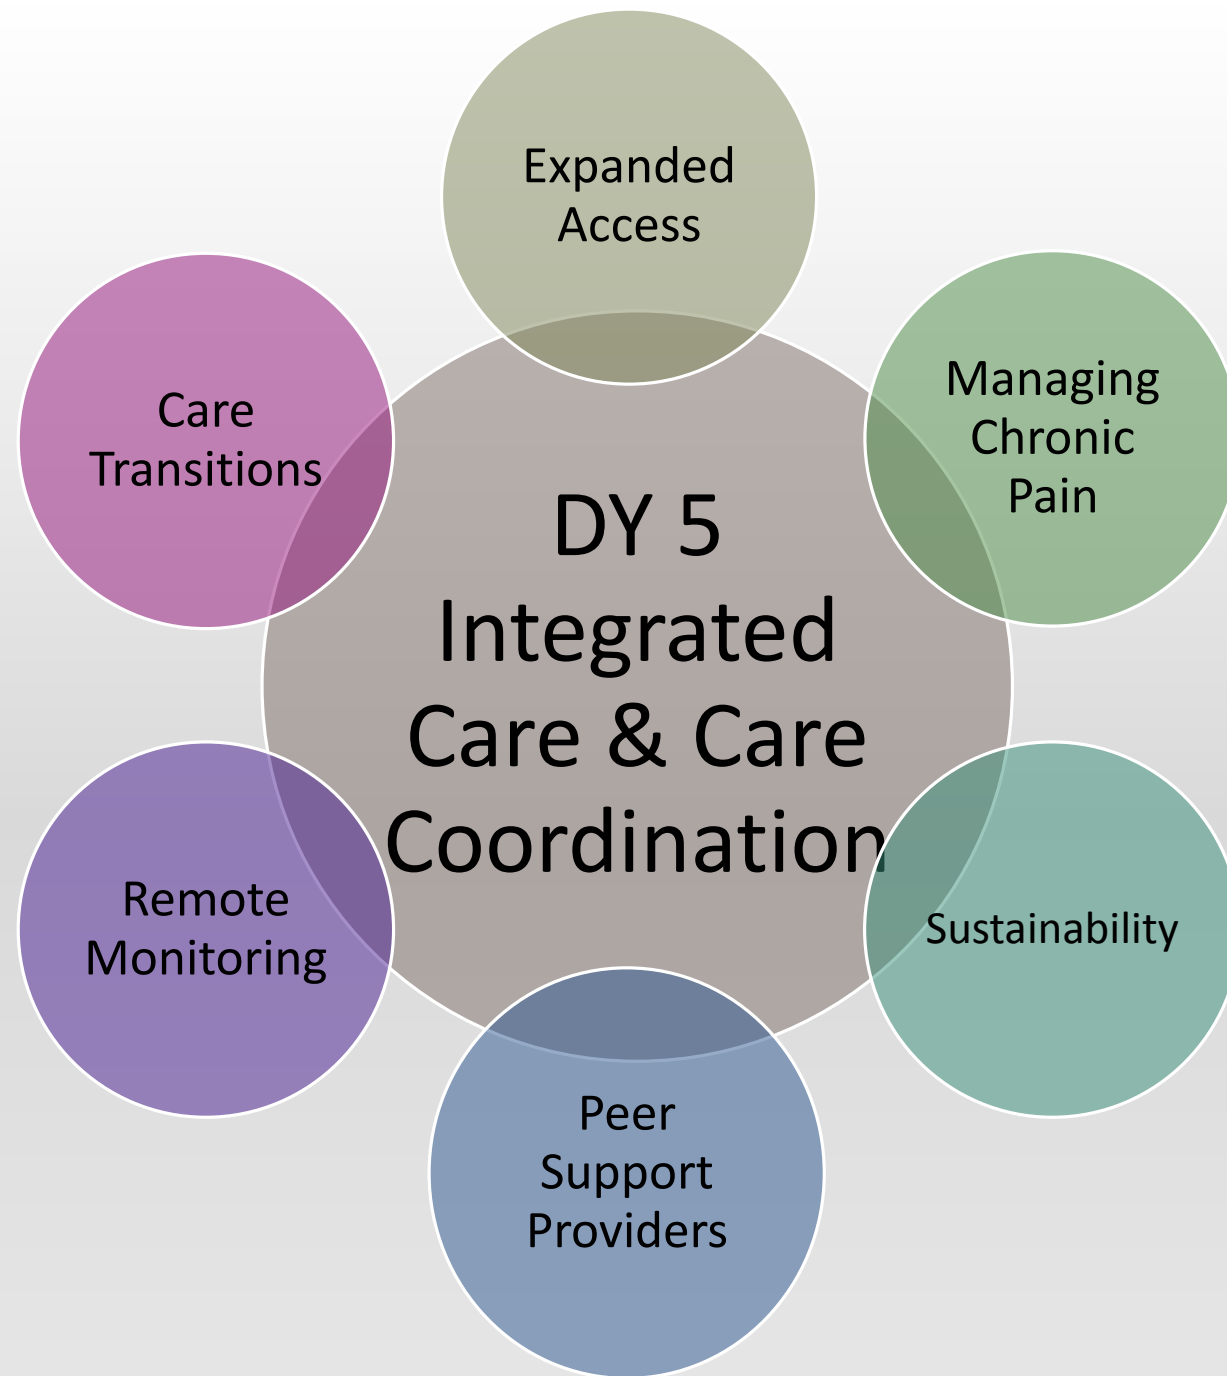 Expanded
Access
Managing
Chronic
Pain
Care
Transitions
DY 5
Integrated
Care & Care
Coordination
Remote
Monitoring
Sustainability
Peer
Support
Providers